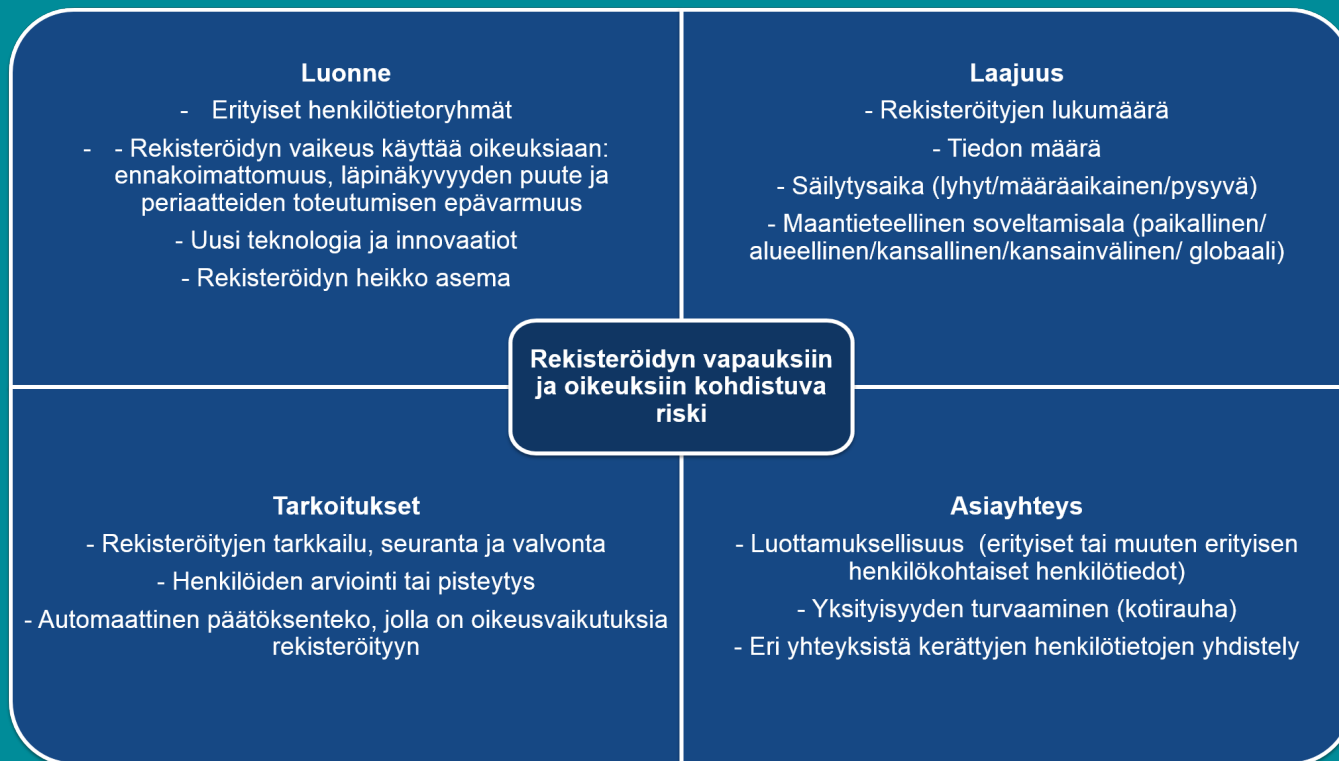 Luonne
- Erityiset henkilötietoryhmät
- - Rekisteröidyn vaikeus käyttää oikeuksiaan:
ennakoimattomuus, läpinäkyvyyden puute ja
periaatteiden toteutumisen epävarmuus
- Uusi teknologia ja innovaatiot
- Rekisteröidyn heikko asema
Laajuus
- Rekisteröityjen lukumäärä
- Tiedon määrä
- Säilytysaika (lyhyt/määräaikainen/pysyvä)
- Maantieteellinen soveltamisala (paikallinen/
alueellinen/kansallinen/kansainvälinen/ globaali)
Rekisteröidyn vapauksiin
ja oikeuksiin kohdistuva
riski
Tarkoitukset
- Rekisteröityjen tarkkailu, seuranta ja valvonta
- Henkilöiden arviointi tai pisteytys
- Automaattinen päätöksenteko, jolla on oikeusvaikutuksia
rekisteröityyn
Asiayhteys
- Luottamuksellisuus  (erityiset tai muuten erityisen
henkilökohtaiset henkilötiedot)
- Yksityisyyden turvaaminen (kotirauha)
- Eri yhteyksistä kerättyjen henkilötietojen yhdistely